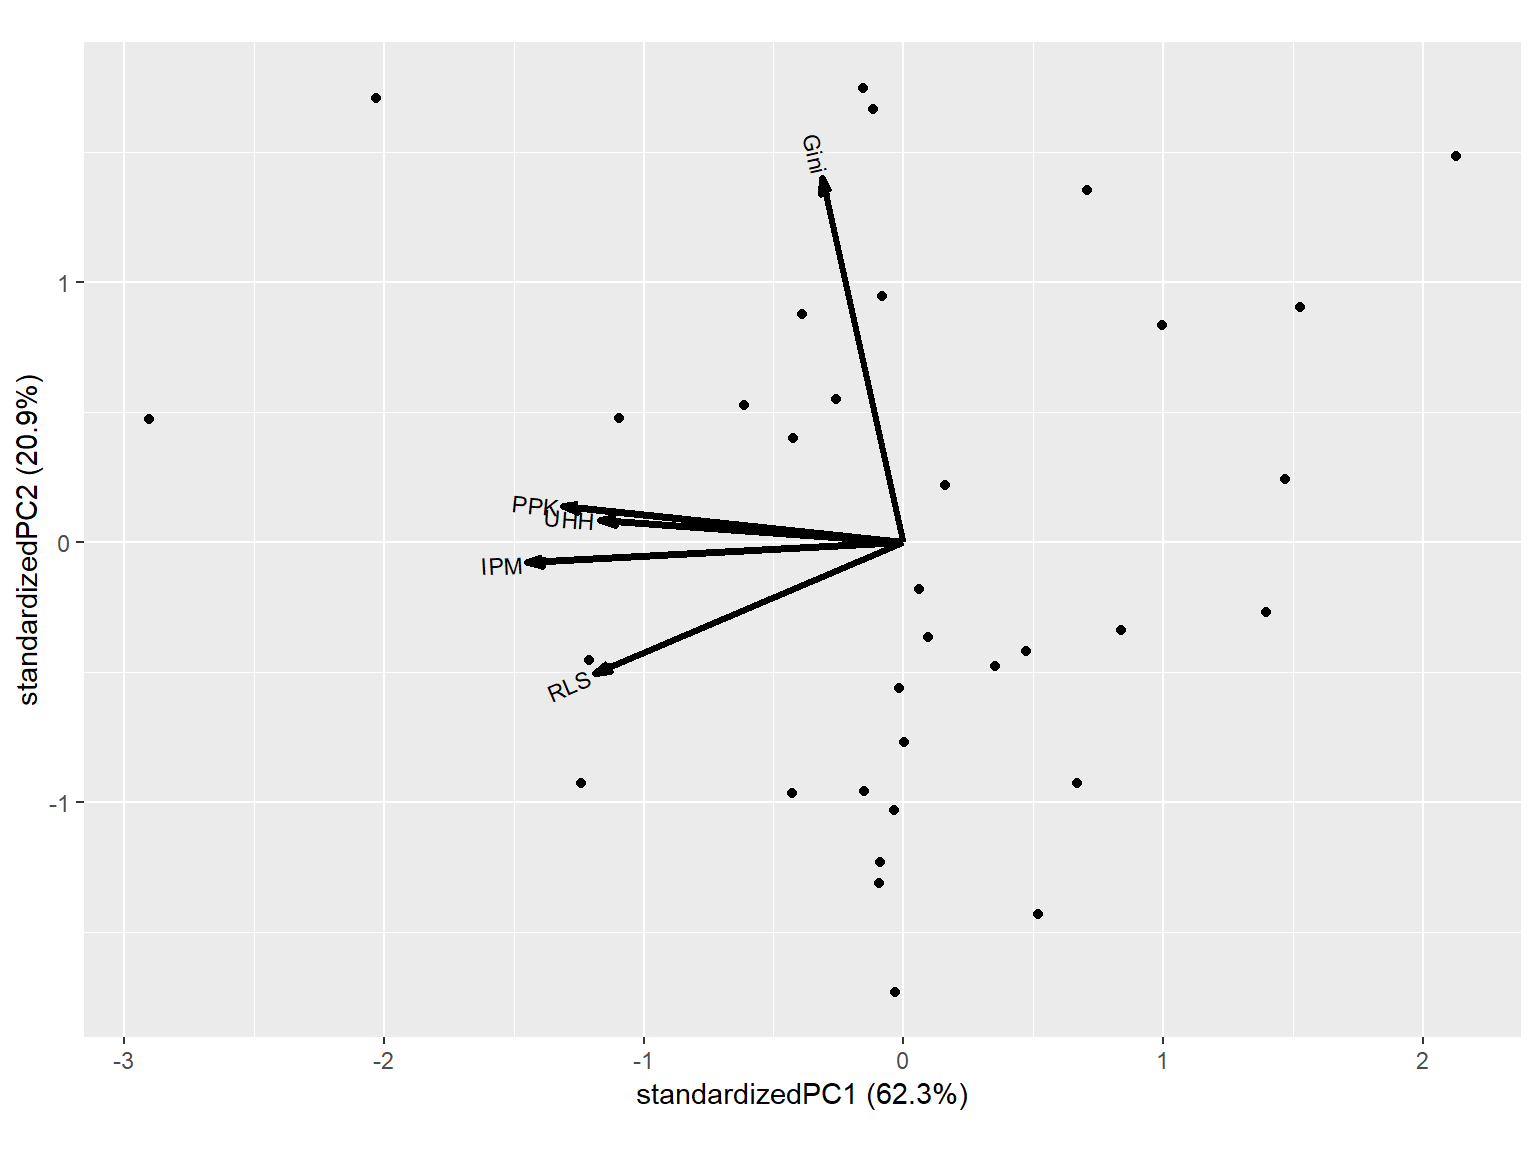 Gini
PPK
UHH
IPM
RLS
1
0
-1
-3
-2
-1
0
1
2
standardizedPC1 (62.3%)
standardizedPC2 (20.9%)